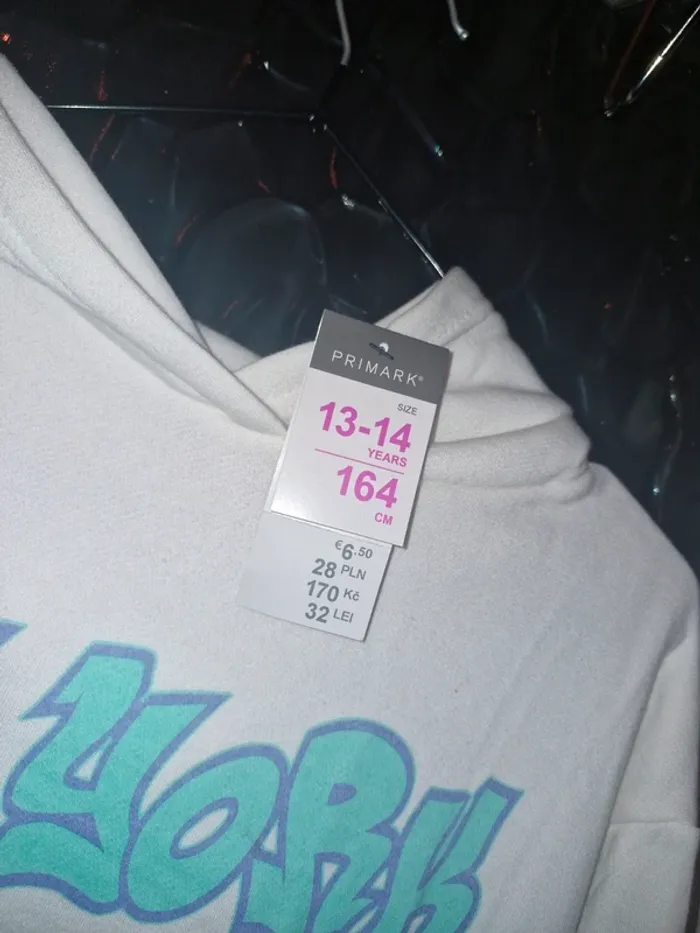 PRIMARK®
SIZE
13-14
YEARS
164
CM
€6.50
28 PLN
170 Kč
32 LEI
YORK